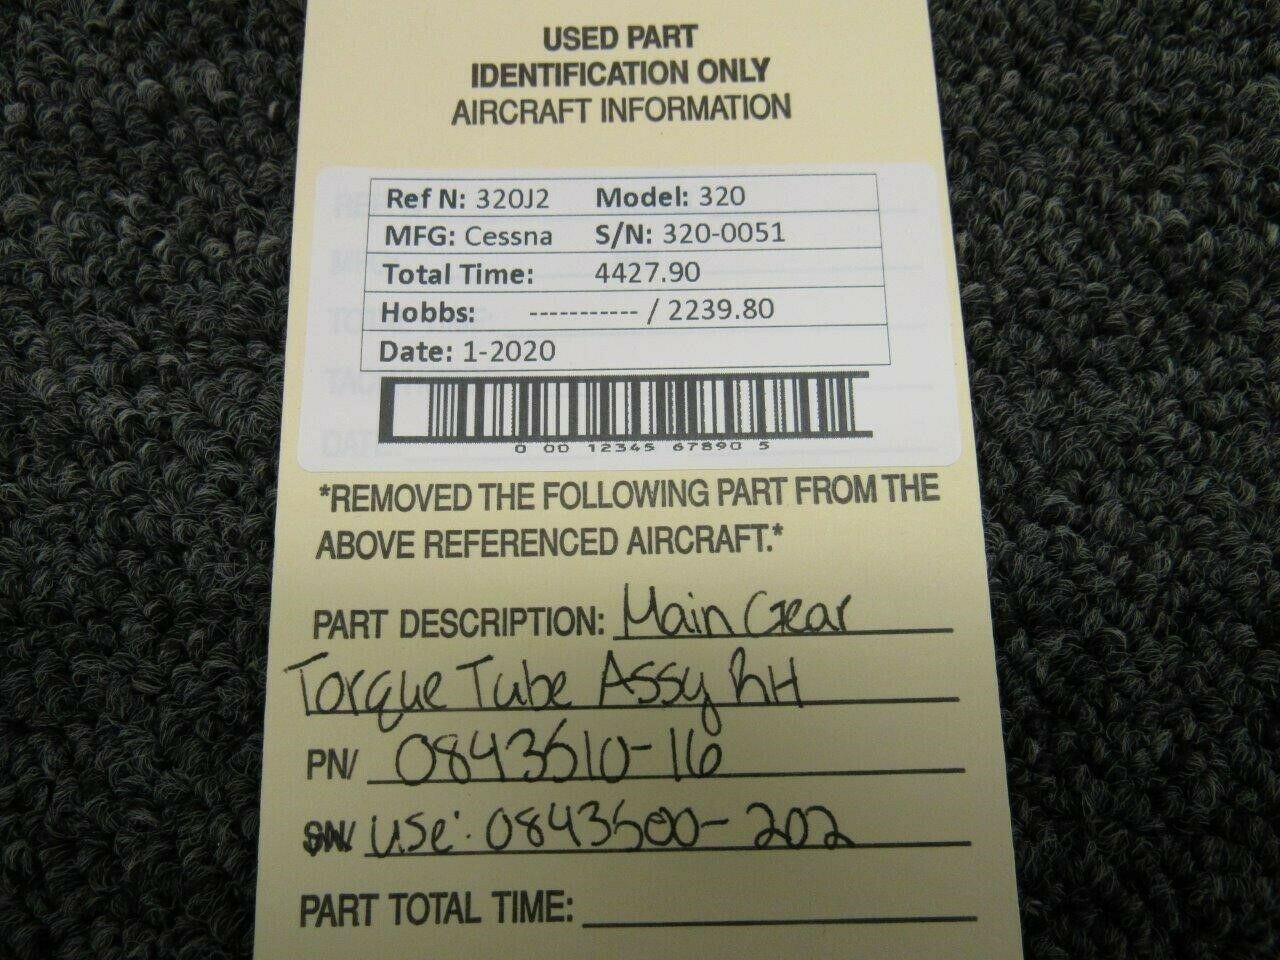 USED PART
IDENTIFICATION ONLY
AIRCRAFT INFORMATION
Ref N: 320J2 Model: 320
MFG: Cessna S/N: 320-0051
Total Time: 4427.90
Hobbs: ----------- / 2239.80
Date: 1-2020
0 00 12345 67890 5
*REMOVED THE FOLLOWING PART FROM THE
ABOVE REFERENCED AIRCRAFT.*
PART DESCRIPTION: Main Gear
Torque Tube Assy RH
PN/ 0843510-16
SN/ use: 0843500-202
PART TOTAL TIME: